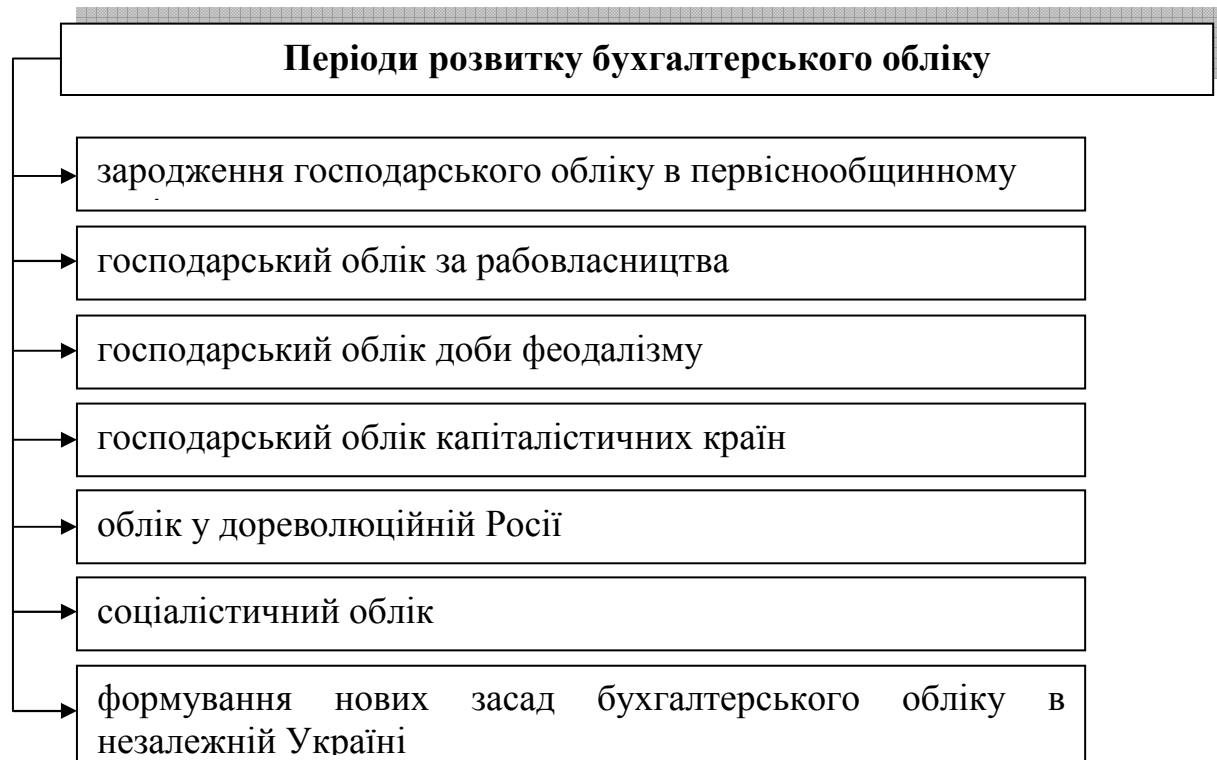 Періоди розвитку бухгалтерського обліку
зародження господарського обліку в первіснообщинному
господарський облік за рабовласництва
господарський облік доби феодалізму
господарський облік капіталістичних країн
облік у дореволюційній Росії
соціалістичний облік
формування нових засад бухгалтерського обліку в
незалежній Україні